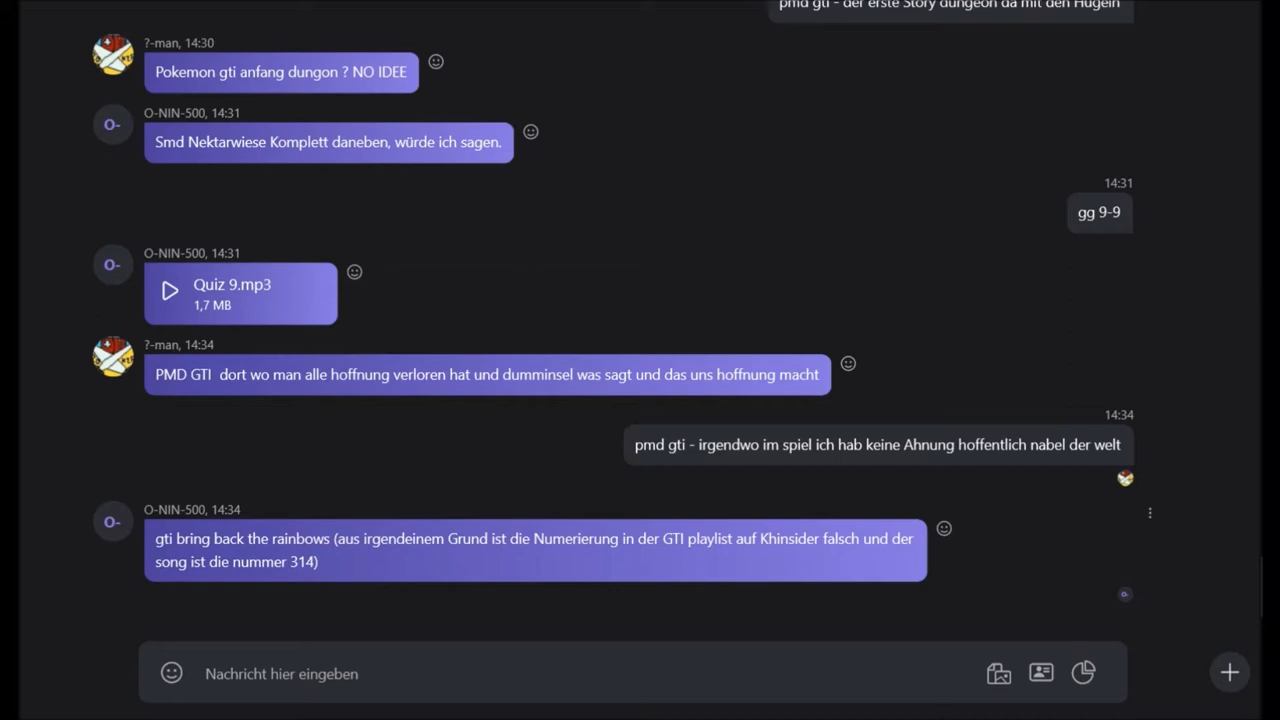 pmd gti - der erste Story dungeon da mit den Hügeln
?-man, 14:30
Pokemon gti anfang dungon ? NO IDEE
O-NIN-500, 14:31
O-
Smd Nektarwiese Komplett daneben, würde ich sagen.
14:31
gg 9-9
O-NIN-500, 14:31
O-
Quiz 9.mp3
1,7 MB
?-man, 14:34
PMD GTI  dort wo man alle hoffnung verloren hat und dumminsel was sagt und das uns hoffnung macht
14:34
pmd gti - irgendwo im spiel ich hab keine Ahnung hoffentlich nabel der welt
O-NIN-500, 14:34
O-
gti bring back the rainbows (aus irgendeinem Grund ist die Numerierung in der GTI playlist auf Khinsider falsch und der
song ist die nummer 314)
O-
Nachricht hier eingeben